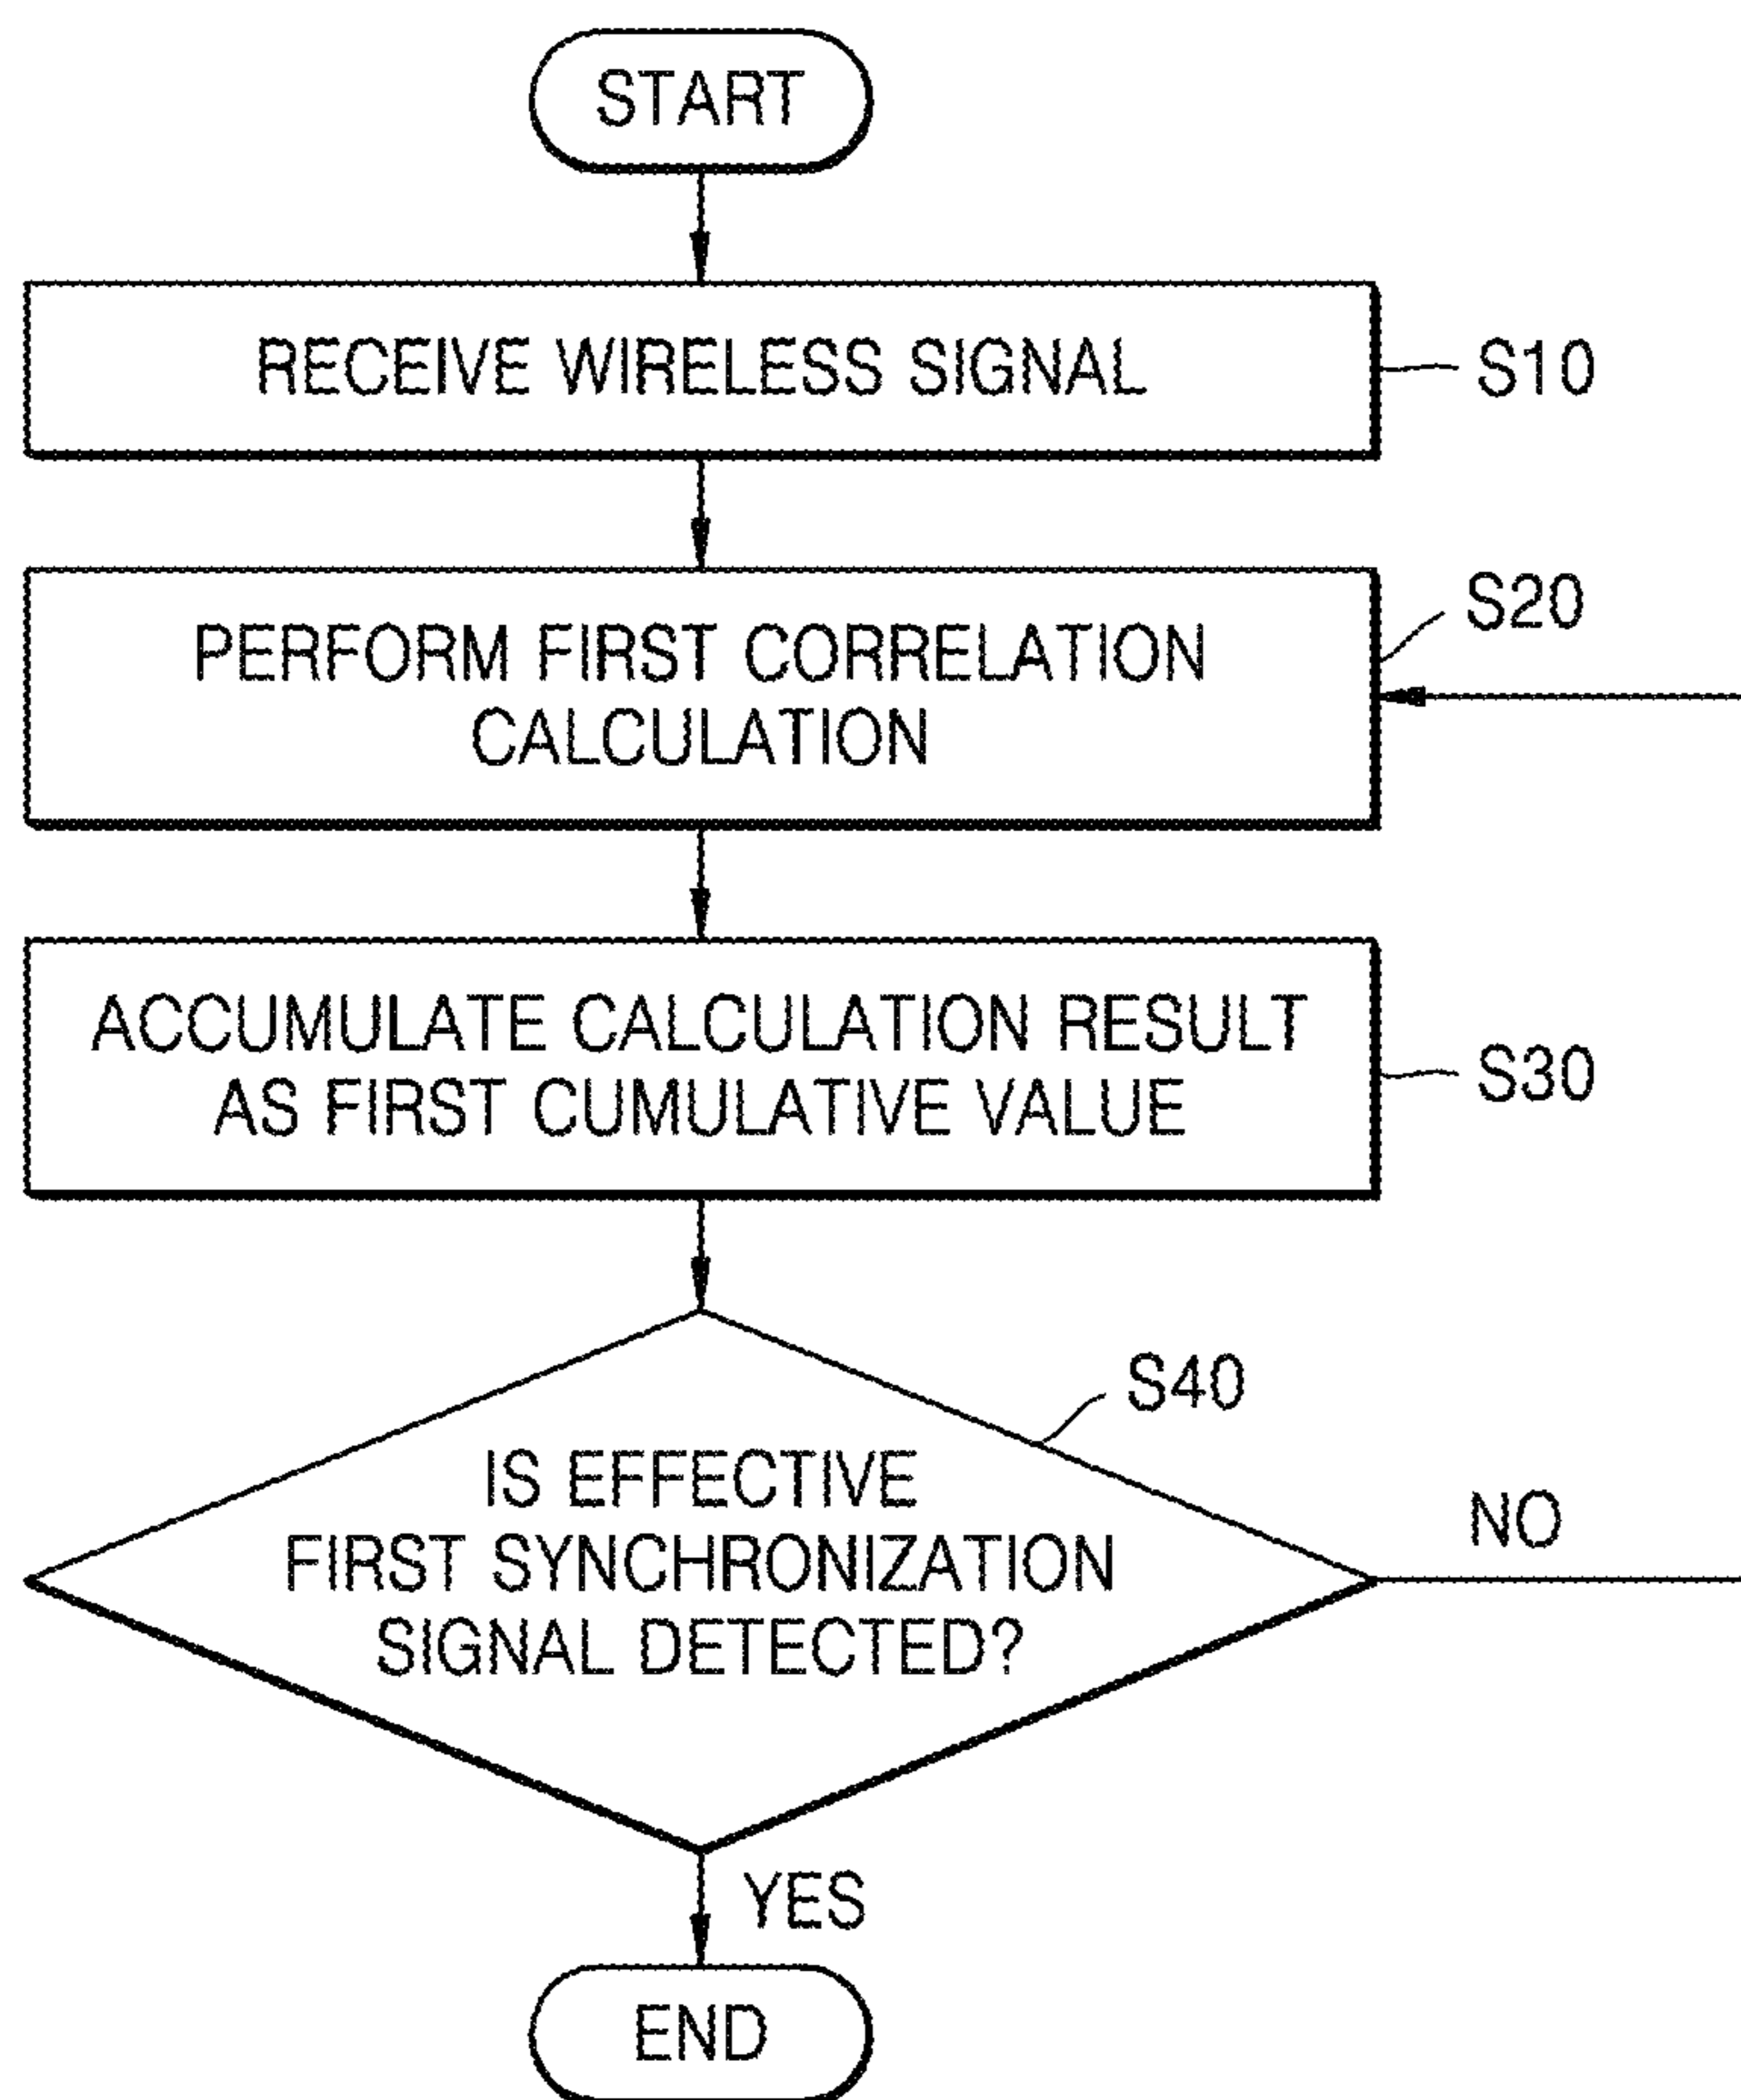 START
RECEIVE WIRELESS SIGNAL
S10
PERFORM FIRST CORRELATION
CALCULATION
S20
ACCUMULATE CALCULATION RESULT
AS FIRST CUMULATIVE VALUE
S30
S40
IS EFFECTIVE
FIRST SYNCHRONIZATION
SIGNAL DETECTED?
NO
YES
END